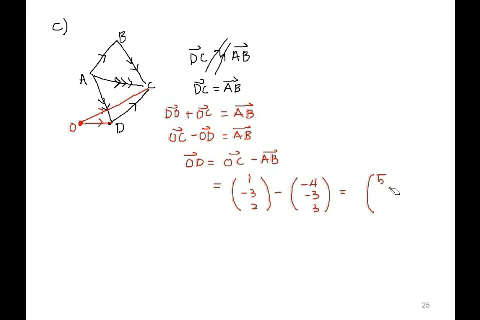 c)
B
A
C
O
D
→DC // →AB
→DC = →AB
→DO + →OC = →AB
→OC − →OD = →AB
→OD = →OC − →AB
= (1 −3 2) − (−4 −3 3) = (5
25